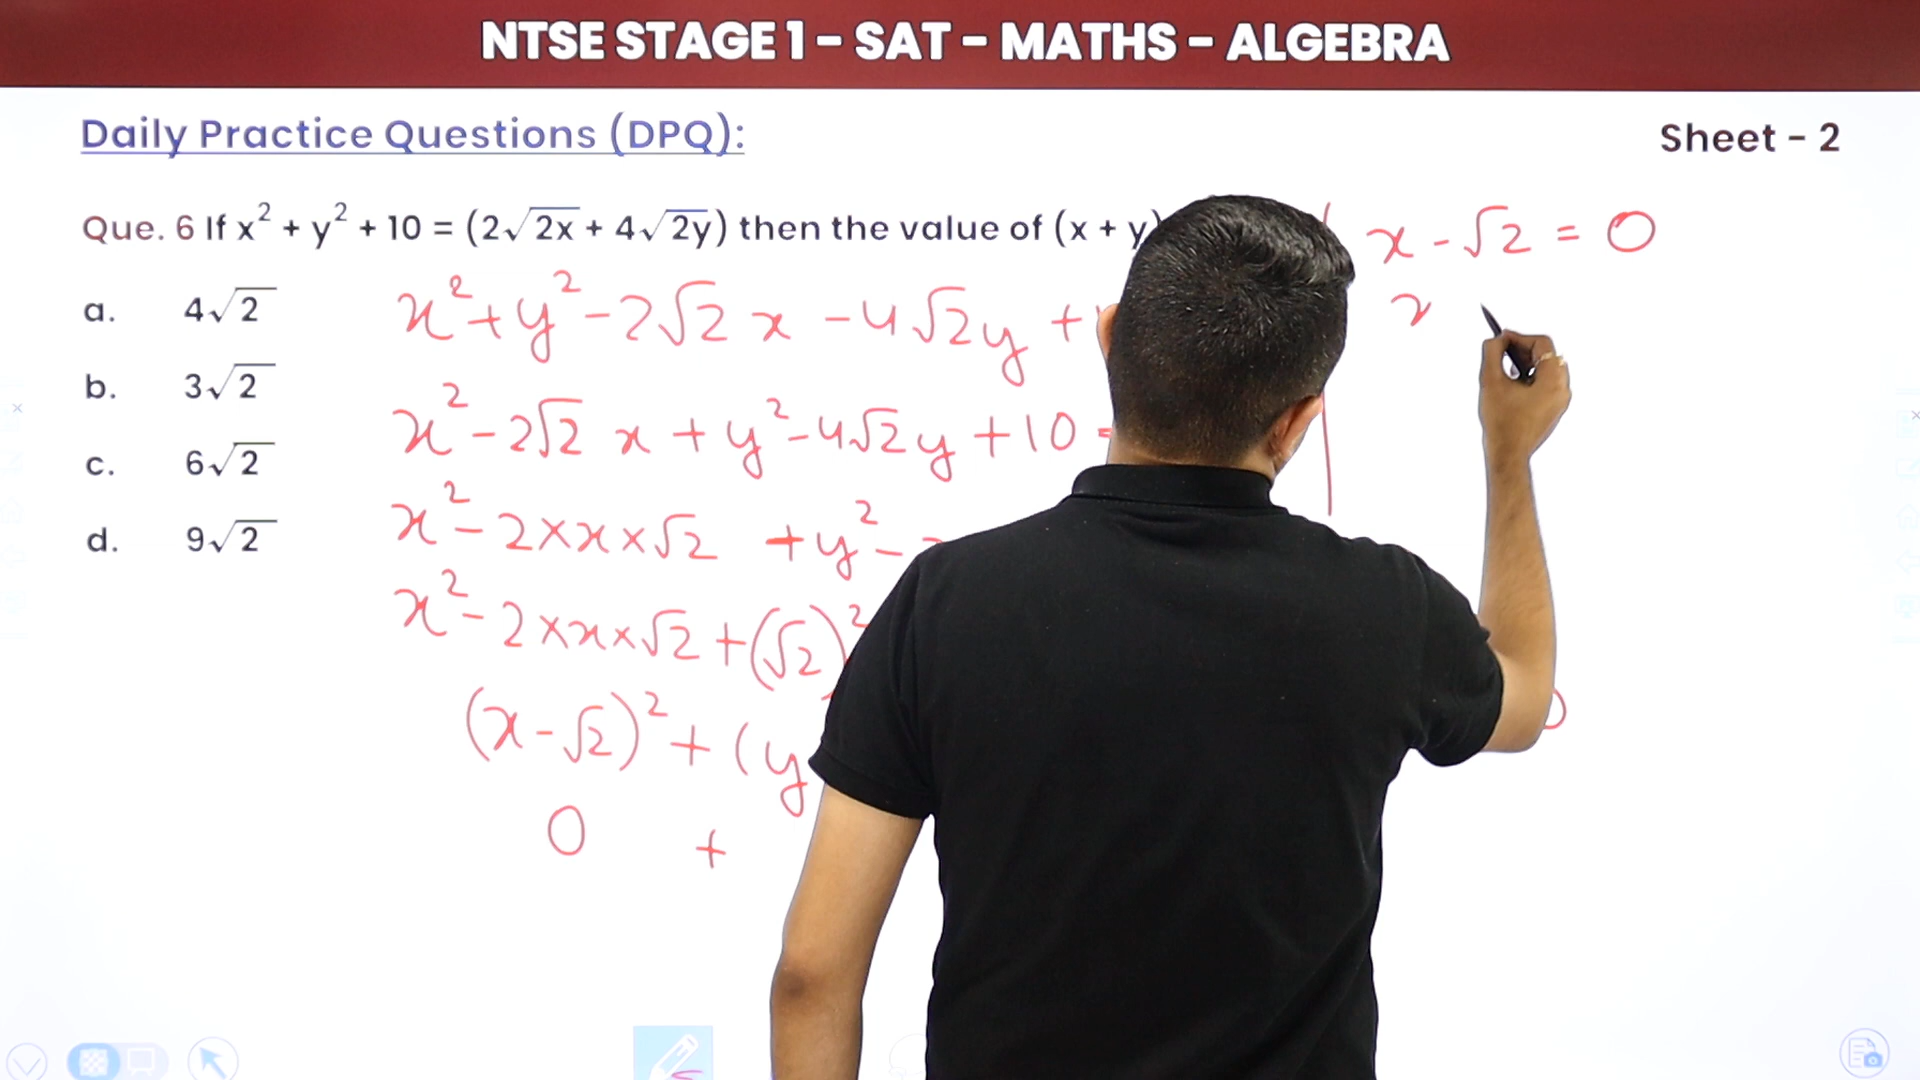 NTSE STAGE 1 - SAT - MATHS - ALGEBRA
Daily Practice Questions (DPQ):
Sheet - 2
Que. 6 If x² + y² + 10 = (2√2x + 4√2y) then the value of (x + y)
a. 4√2
b. 3√2
c. 6√2
d. 9√2
x² + y² - 2√2 x - 4√2y +
x² - 2√2 x + y² - 4√2y + 10 =
x² - 2×x×√2 + y² -
x² - 2×x×√2 + (√2)²
(x - √2)² + (y
0 +
x - √2 = 0
x